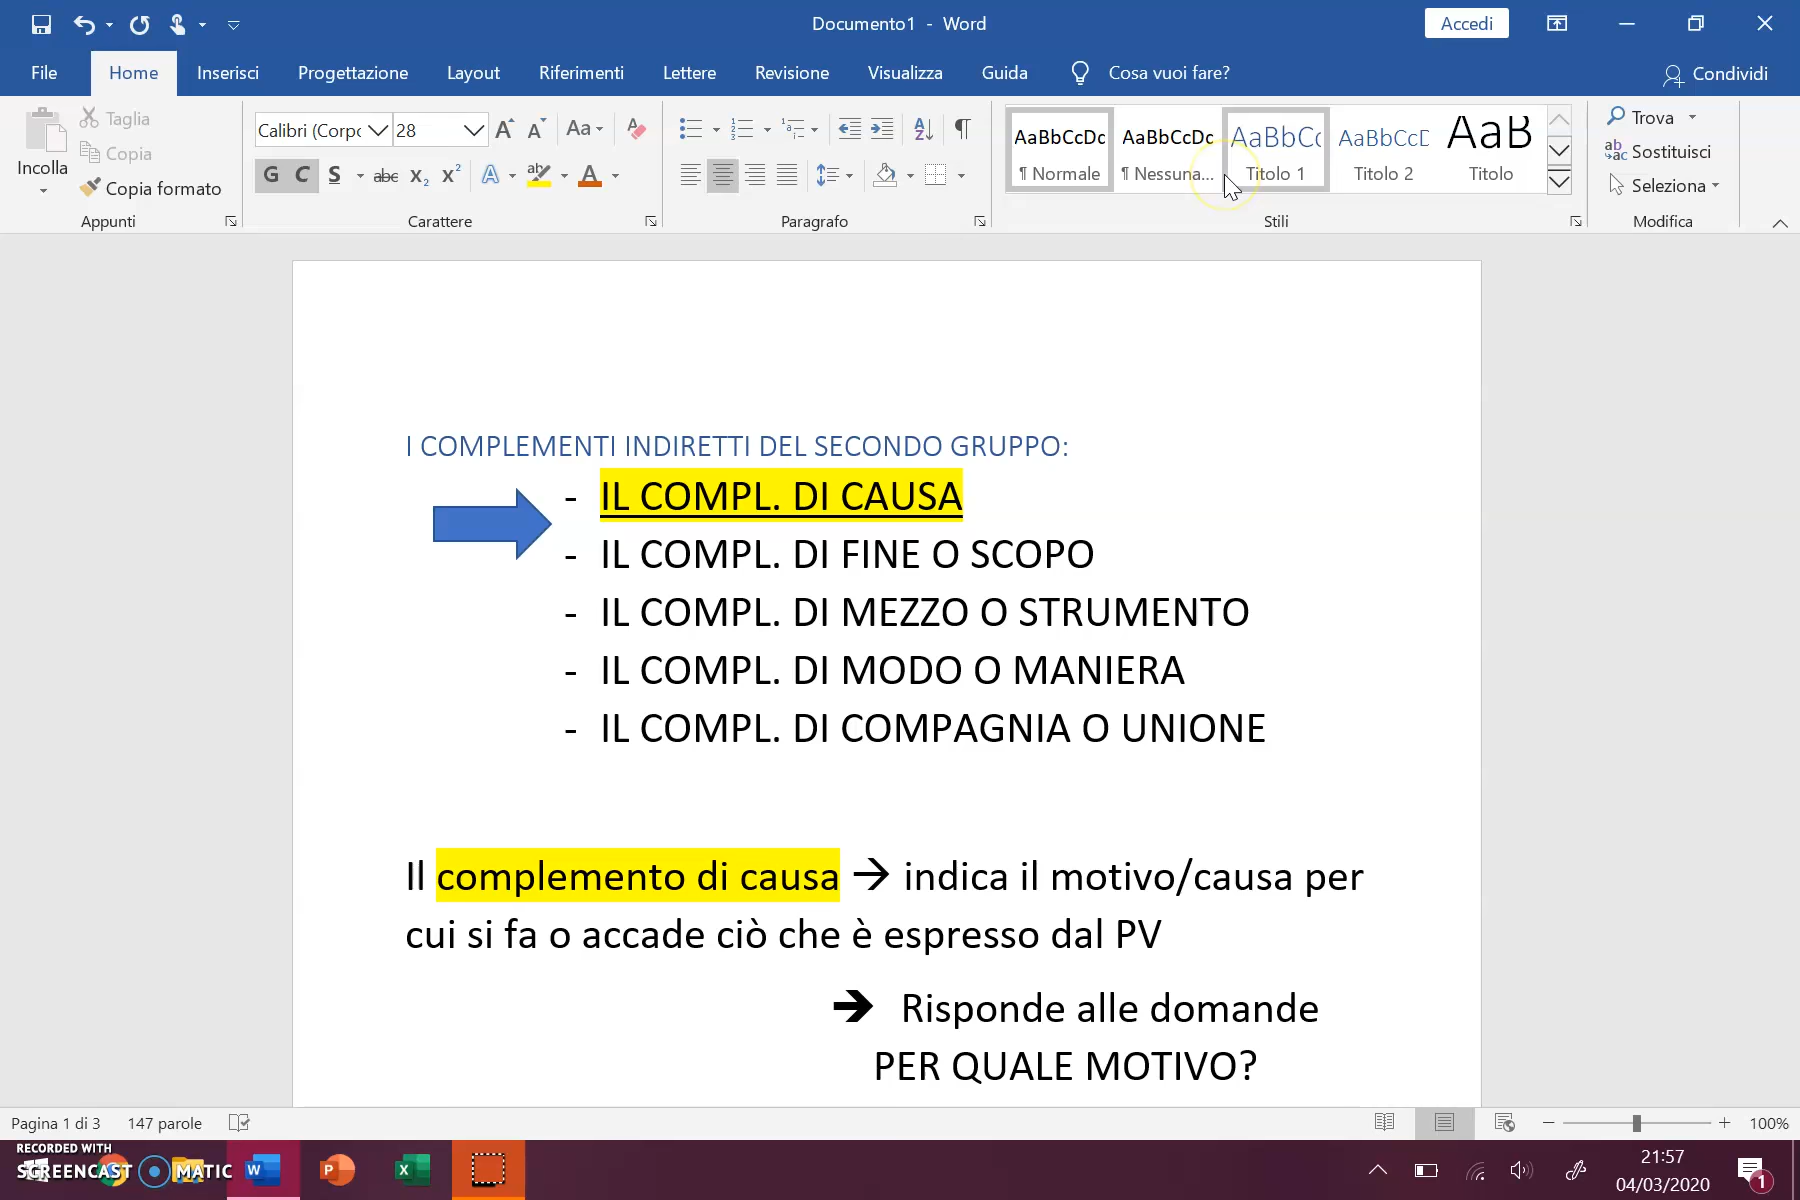 Documento1 - Word
Accedi
File Home Inserisci Progettazione Layout Riferimenti Lettere Revisione Visualizza Guida Cosa vuoi fare? Condividi
Incolla
Taglia
Copia
Copia formato
Appunti
Calibri (Corpo 28
G C S abc x₂ x²
Carattere
Paragrafo
AaBbCcDc AaBbCcDc AaBbCc AaBbCcD AaB
¶ Normale ¶ Nessuna... Titolo 1 Titolo 2 Titolo
Stili
Trova
Sostituisci
Seleziona
Modifica
I COMPLEMENTI INDIRETTI DEL SECONDO GRUPPO:
- IL COMPL. DI CAUSA
- IL COMPL. DI FINE O SCOPO
- IL COMPL. DI MEZZO O STRUMENTO
- IL COMPL. DI MODO O MANIERA
- IL COMPL. DI COMPAGNIA O UNIONE
Il complemento di causa → indica il motivo/causa per
cui si fa o accade ciò che è espresso dal PV
➔ Risponde alle domande
PER QUALE MOTIVO?
Pagina 1 di 3 147 parole 100%
RECORDED WITH
SCREENCAST MATIC
21:57
04/03/2020
1